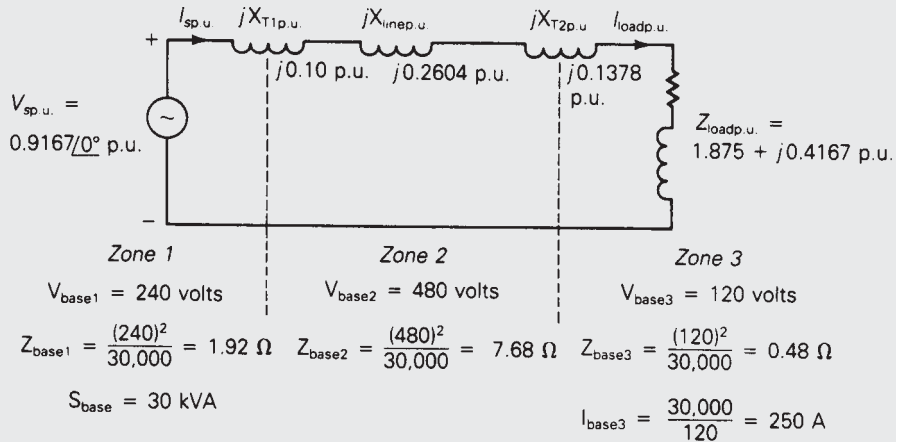 I_sp.u. jX_T1p.u. jX_linep.u. jX_T2p.u I_loadp.u.
+
j0.10 p.u. j0.2604 p.u. j0.1378 p.u.
V_sp.u. =
0.9167/0° p.u.
~
Z_loadp.u. =
1.875 + j0.4167 p.u.
−
Zone 1 Zone 2 Zone 3
V_base1 = 240 volts V_base2 = 480 volts V_base3 = 120 volts
Z_base1 = (240)²/30,000 = 1.92 Ω Z_base2 = (480)²/30,000 = 7.68 Ω Z_base3 = (120)²/30,000 = 0.48 Ω
S_base = 30 kVA
I_base3 = 30,000/120 = 250 A